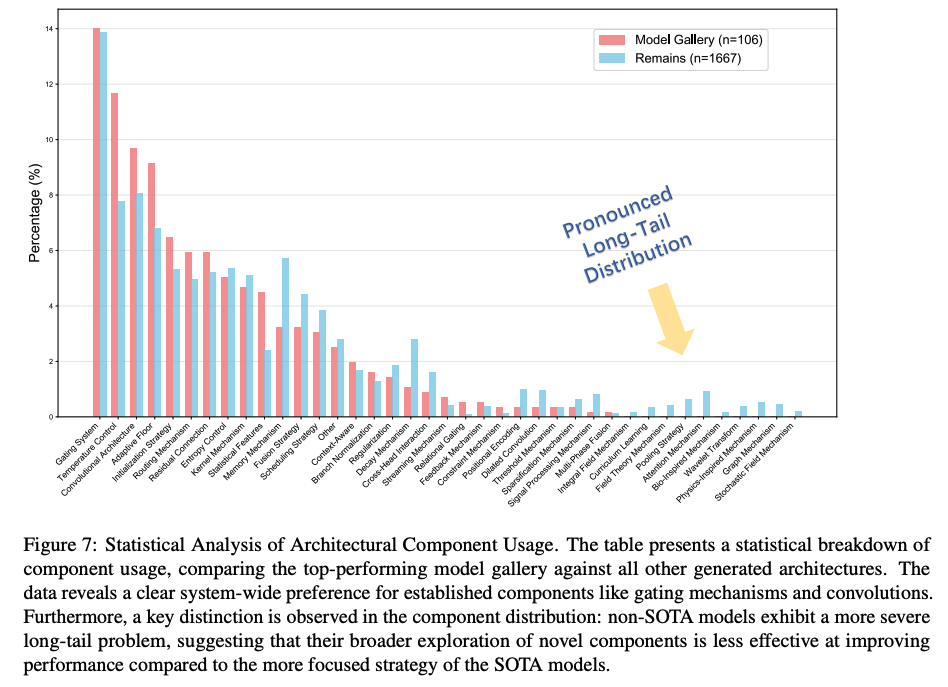 14
12
10
8
6
4
2
0
Percentage (%)
Model Gallery (n=106)
Remains (n=1667)
Pronounced
Long-Tail
Distribution
Gating System
Temperature Control
Convolutional Architecture
Adaptive Floor
Initialization Strategy
Routing Mechanism
Residual Connection
Entropy Control
Kernel Mechanism
Statistical Features
Memory Mechanism
Fusion Strategy
Scheduling Strategy
Other
Context-Aware
Branch Normalization
Regularization
Decay Mechanism
Cross-Head Interaction
Streaming Mechanism
Relational Gating
Feedback Mechanism
Constraint Mechanism
Positional Encoding
Dilated Convolution
Threshold Mechanism
Sparsification Mechanism
Signal Processing Mechanism
Multi-Phase Fusion
Integral Field Mechanism
Curriculum Learning
Field Theory Mechanism
Pooling Strategy
Attention Mechanism
Bio-Inspired Mechanism
Wavelet Transform
Physics-Inspired Mechanism
Graph Mechanism
Stochastic Field Mechanism
Figure 7: Statistical Analysis of Architectural Component Usage. The table presents a statistical breakdown of
component usage, comparing the top-performing model gallery against all other generated architectures. The
data reveals a clear system-wide preference for established components like gating mechanisms and convolutions.
Furthermore, a key distinction is observed in the component distribution: non-SOTA models exhibit a more severe
long-tail problem, suggesting that their broader exploration of novel components is less effective at improving
performance compared to the more focused strategy of the SOTA models.